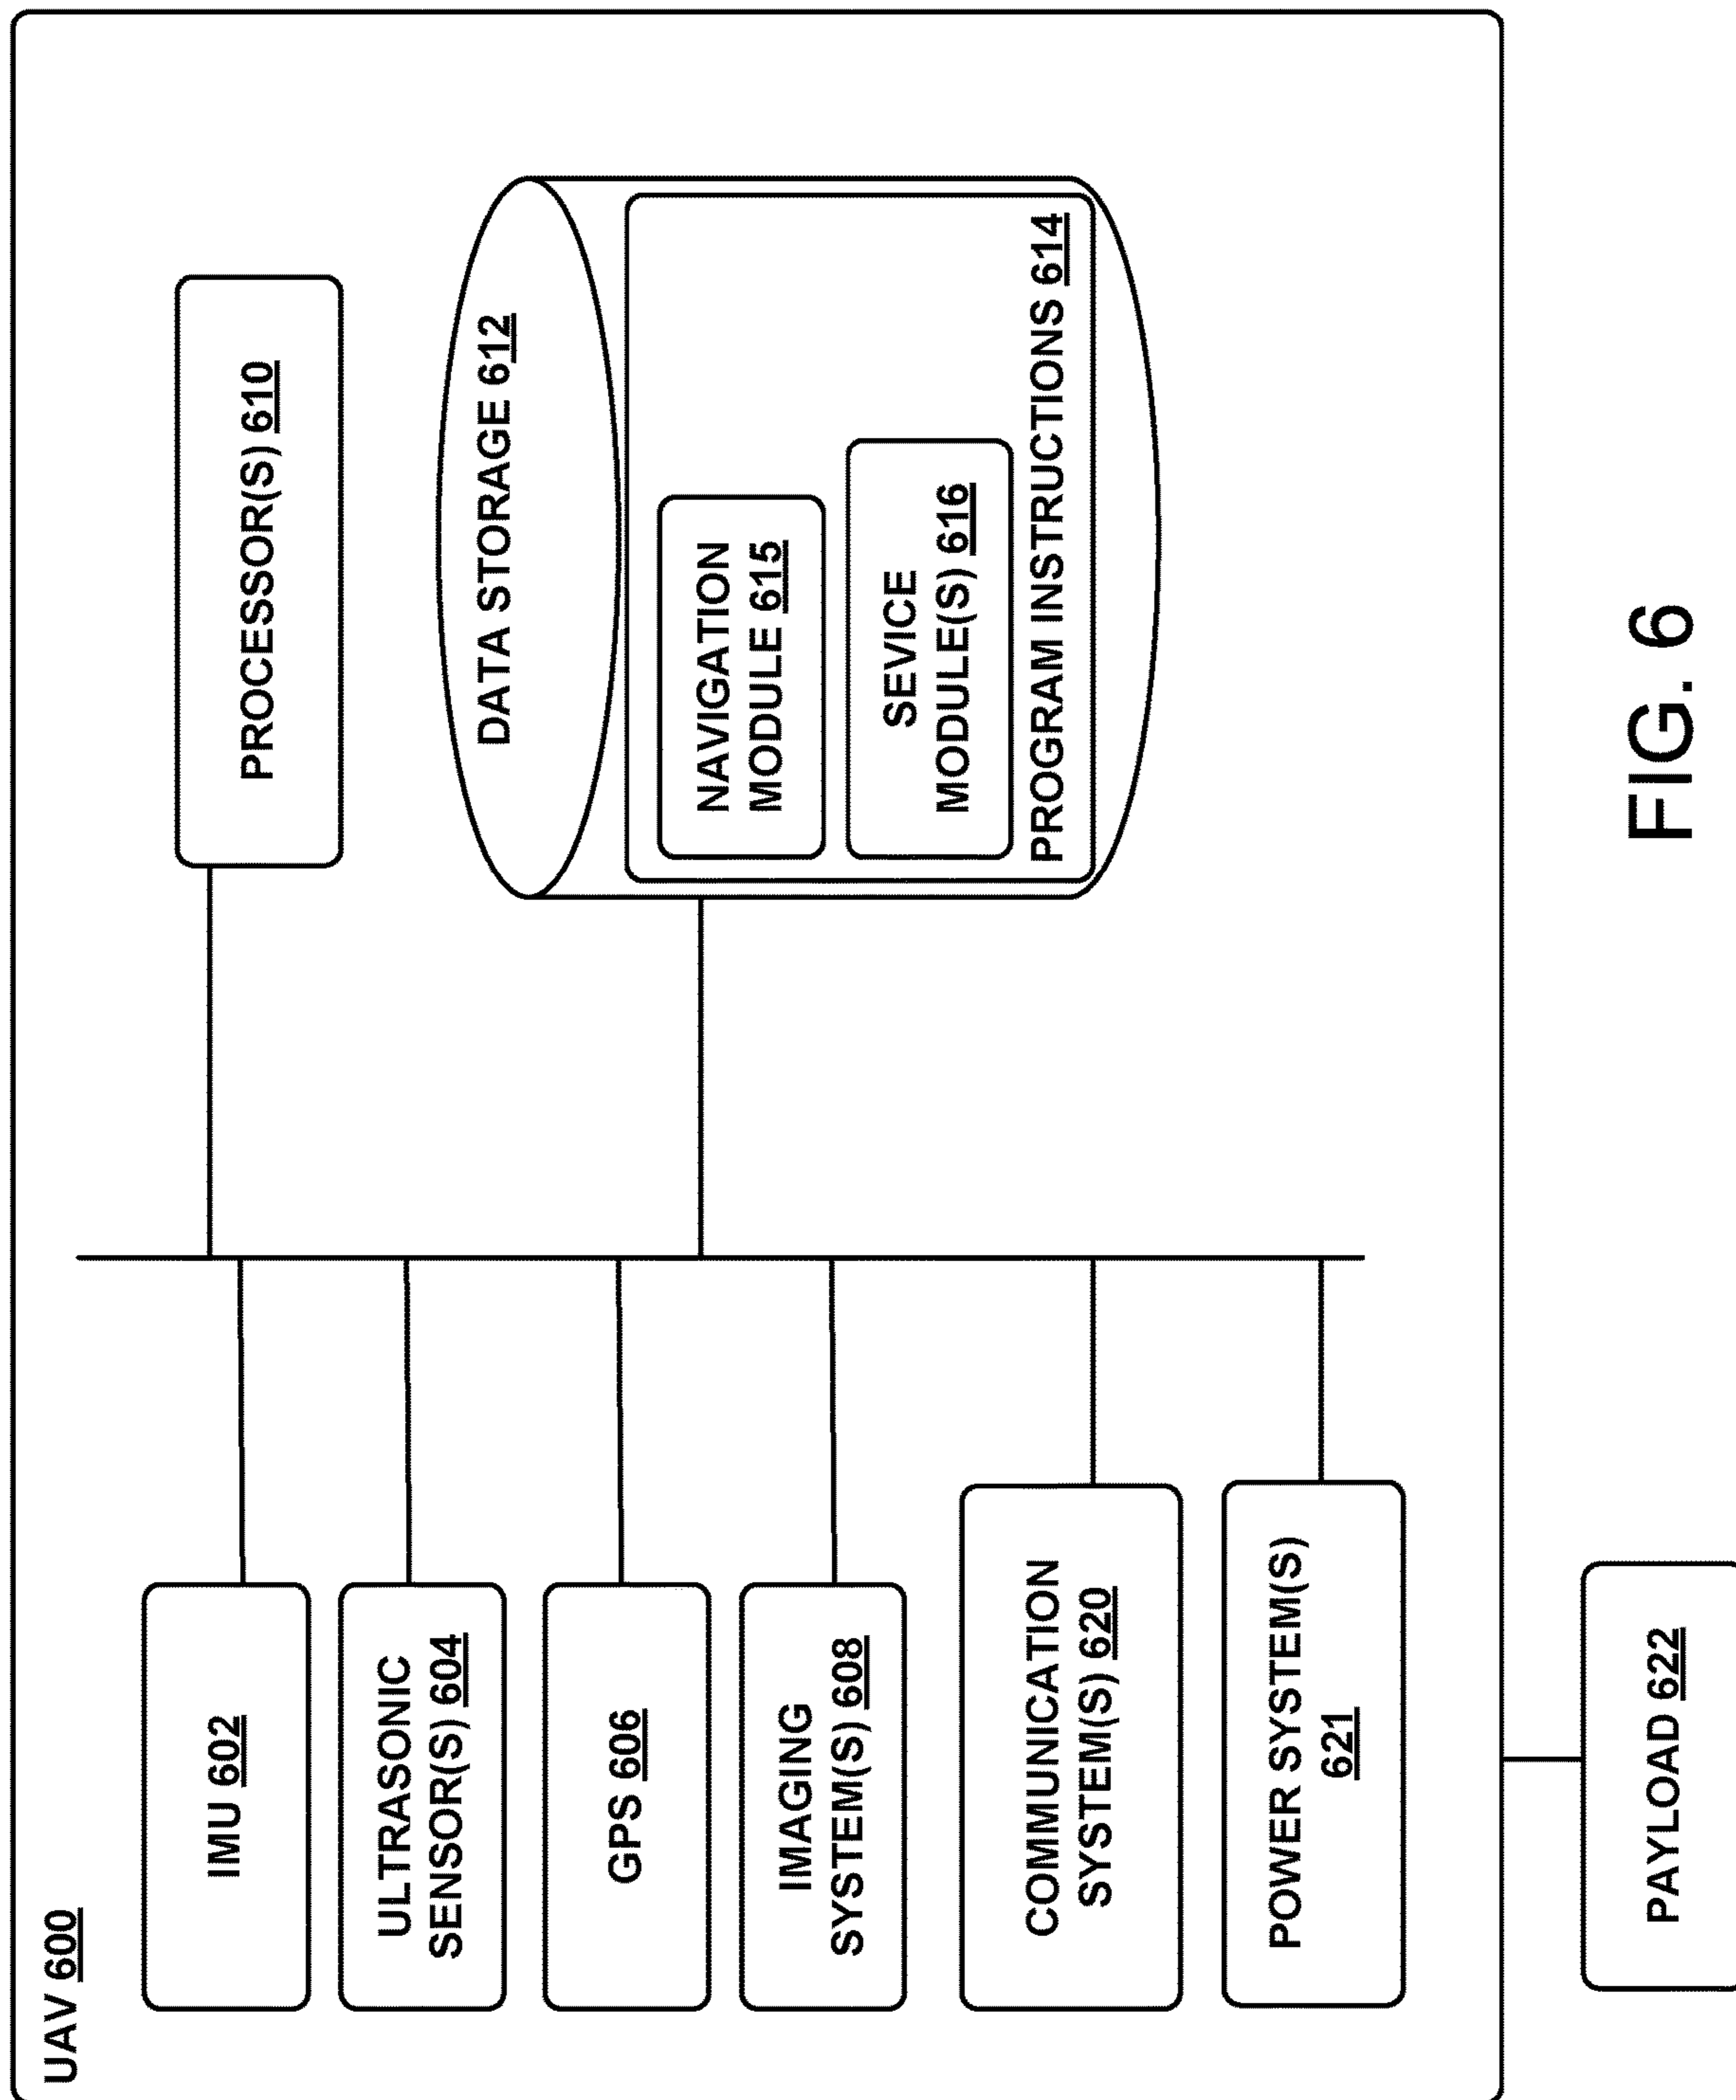 UAV 600
IMU 602
ULTRASONIC
SENSOR(S) 604
GPS 606
IMAGING
SYSTEM(S) 608
COMMUNICATION
SYSTEM(S) 620
POWER SYSTEM(S)
621
PROCESSOR(S) 610
DATA STORAGE 612
NAVIGATION
MODULE 615
SEVICE
MODULE(S) 616
PROGRAM INSTRUCTIONS 614
PAYLOAD 622
FIG. 6